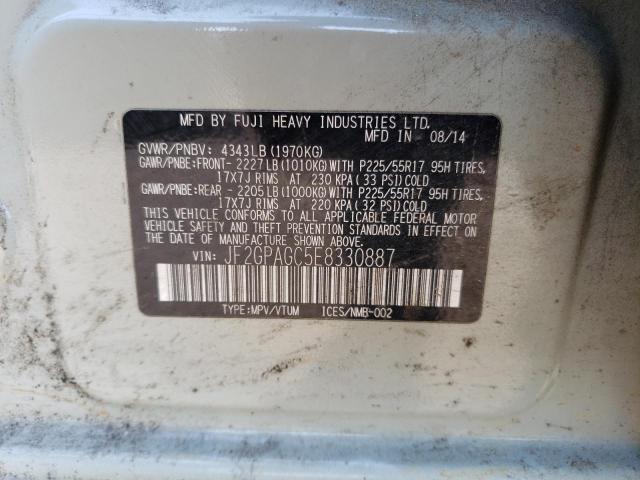 MFD BY FUJI HEAVY INDUSTRIES LTD.
MFD IN 08/14
GVWR/PNBV: 4343LB(1970KG)
GAWR/PNBE:FRONT- 2227LB(1010KG)WITH P225/55R17 95H TIRES,
17X7J RIMS AT 230 KPA(33 PSI)COLD
GAWR/PNBE:REAR - 2205LB(1000KG)WITH P225/55R17 95H TIRES,
17X7J RIMS AT 220 KPA(32 PSI)COLD
THIS VEHICLE CONFORMS TO ALL APPLICABLE FEDERAL MOTOR
VEHICLE SAFETY AND THEFT PREVENTION STANDARDS IN EFFECT
ON THE DATE OF MANUFACTURE SHOWN ABOVE.
VIN: JF2GPAGC5E8330887
TYPE:MPV/VTUM ICES/NMB-002